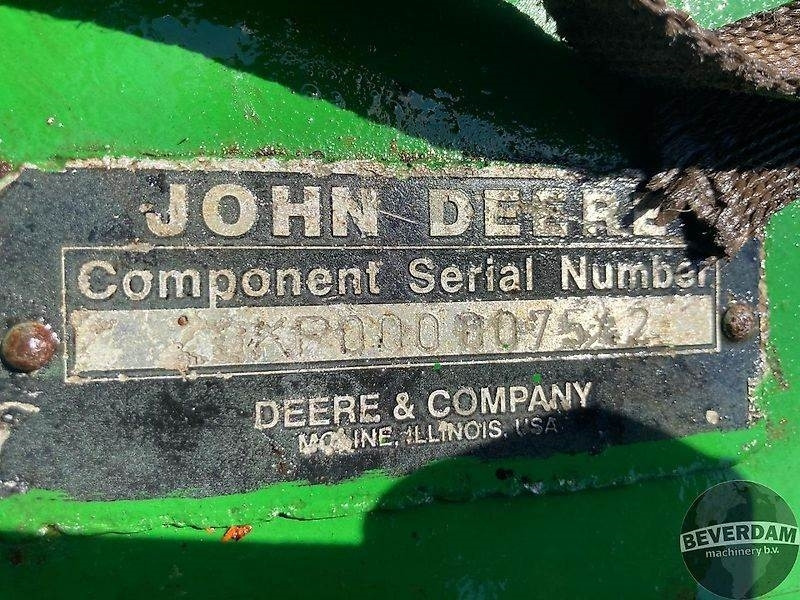 JOHN DEERE
Component Serial Number
DEERE & COMPANY
MOLINE, ILLINOIS, USA
BEVERDAM
machinery b.v.